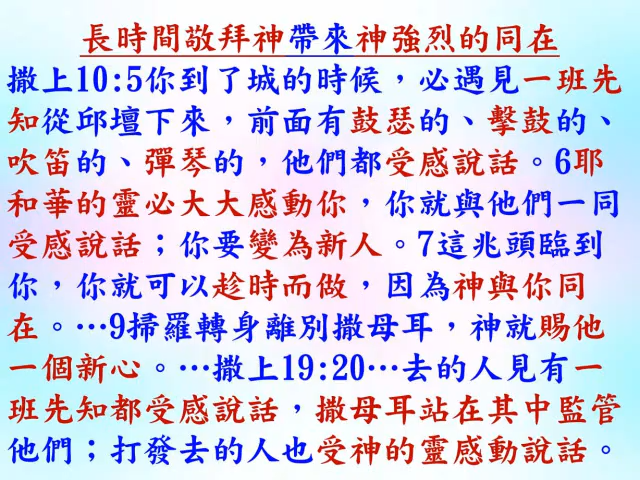 長時間敬拜神帶來神強烈的同在
撒上10:5你到了城的時候，必遇見一班先
知從邱壇下來，前面有鼓瑟的、擊鼓的、
吹笛的、彈琴的，他們都受感說話。6耶
和華的靈必大大感動你，你就與他們一同
受感說話；你要變為新人。7這兆頭臨到
你，你就可以趁時而做，因為神與你同
在。…9掃羅轉身離別撒母耳，神就賜他
一個新心。…撒上19:20…去的人見有一
班先知都受感說話，撒母耳站在其中監管
他們；打發去的人也受神的靈感動說話。